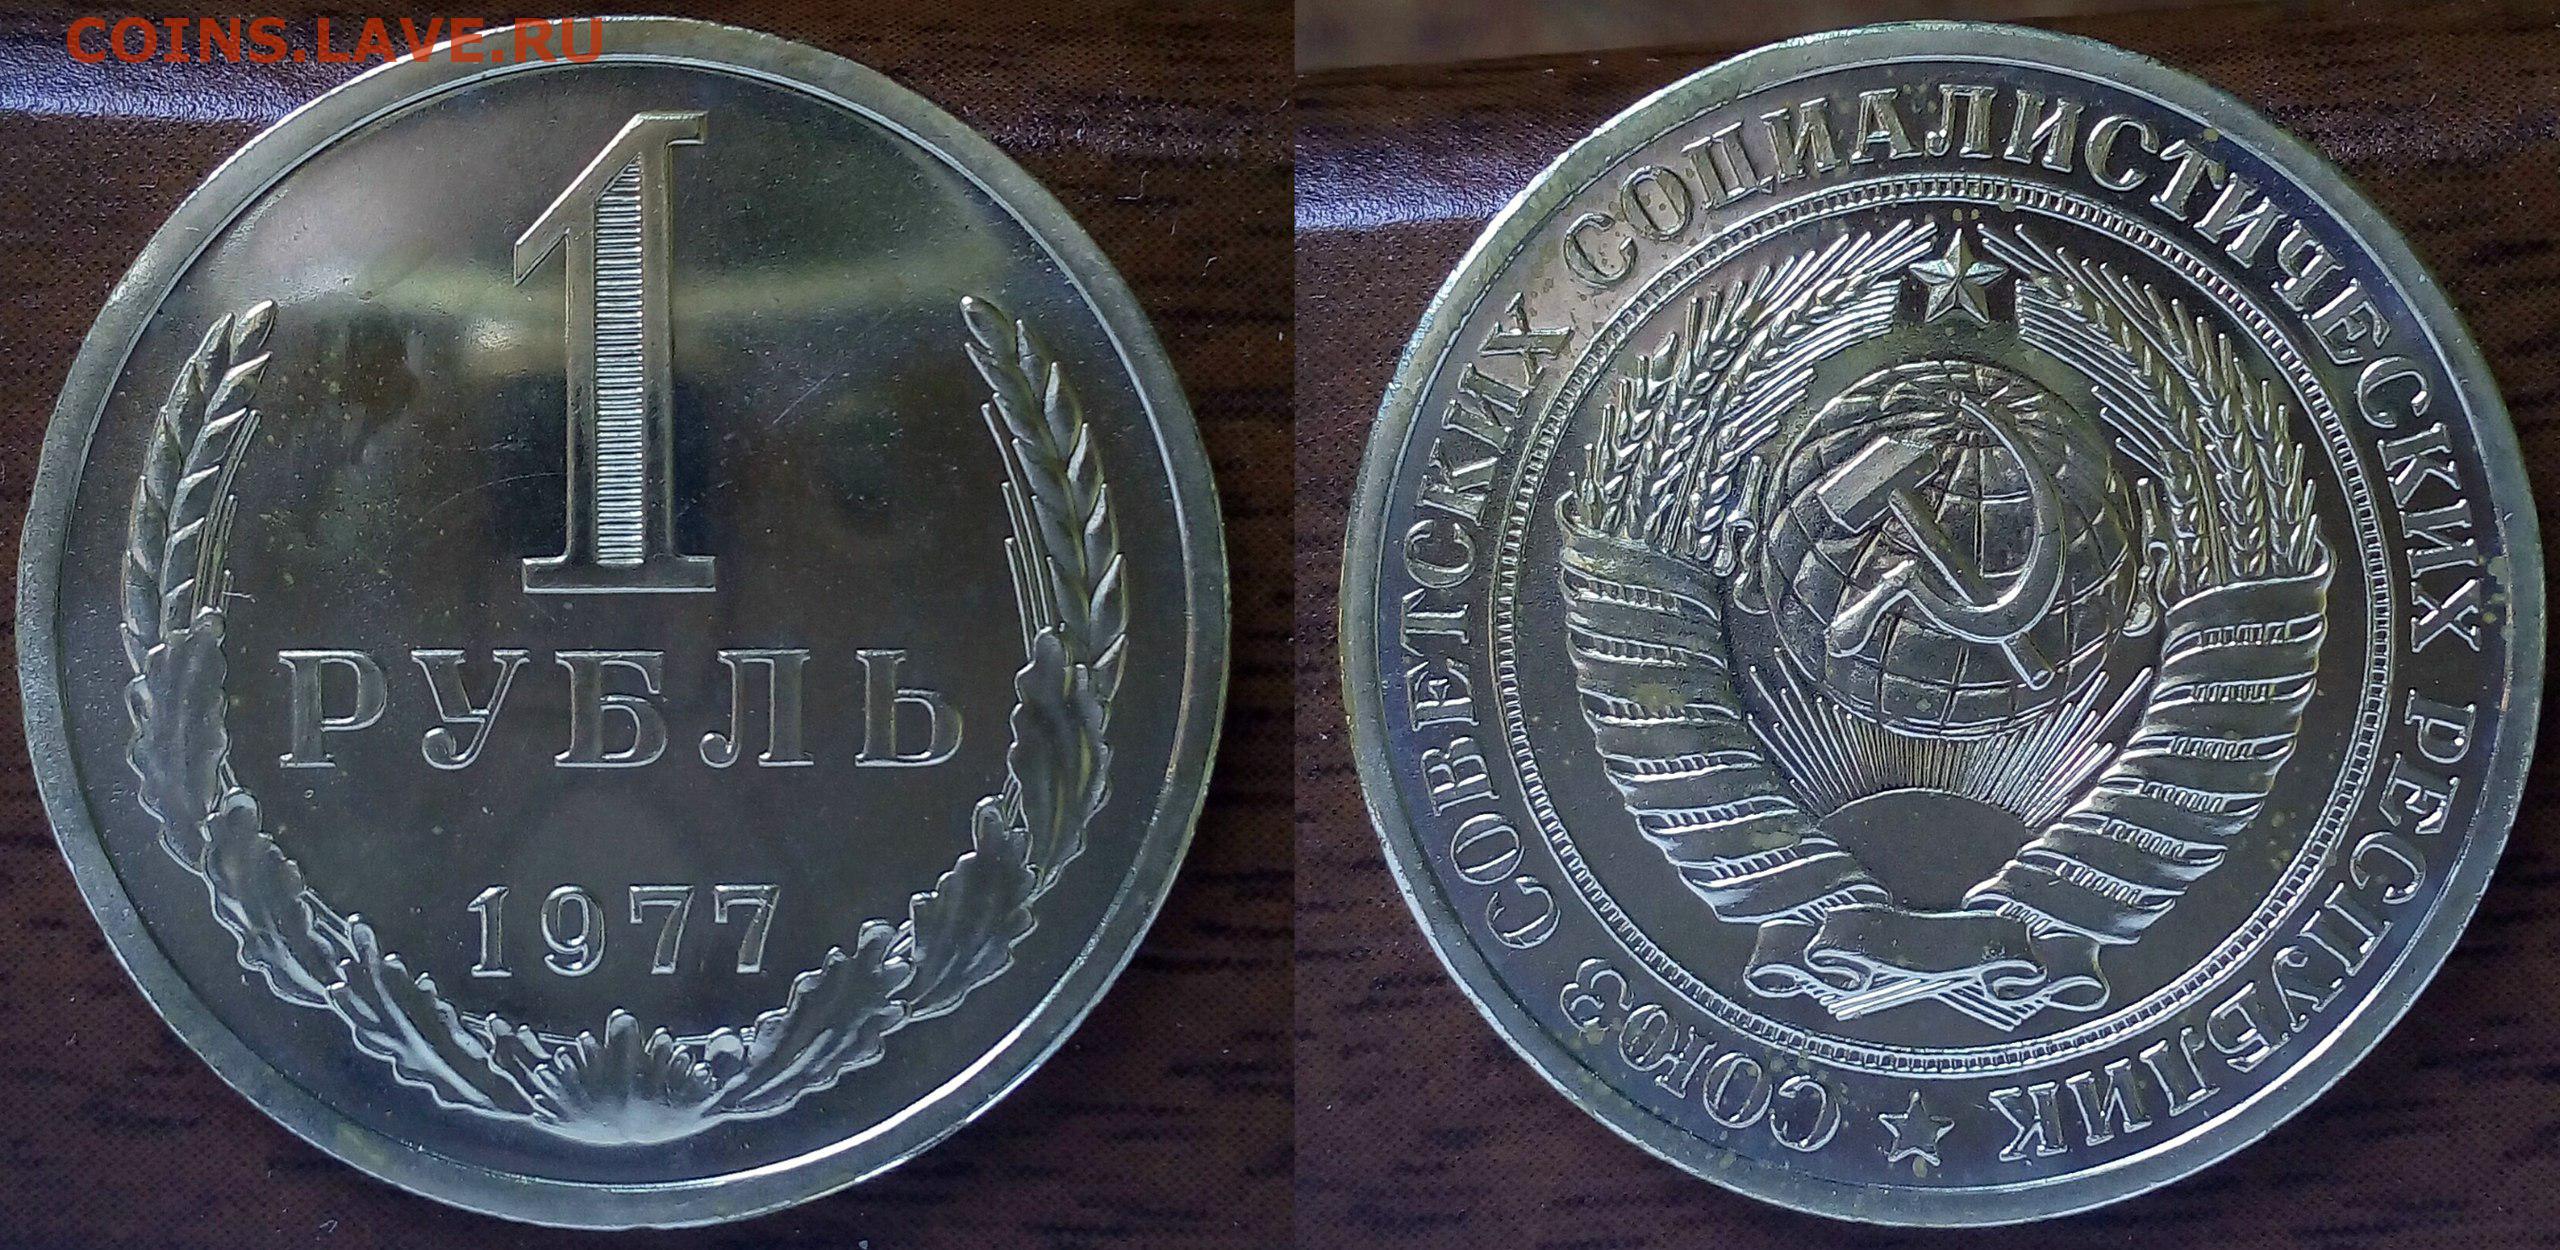 COINS.LAVE.RU
1
РУБЛЬ
1977
СОЮЗ СОВЕТСКИХ СОЦИАЛИСТИЧЕСКИХ РЕСПУБЛИК